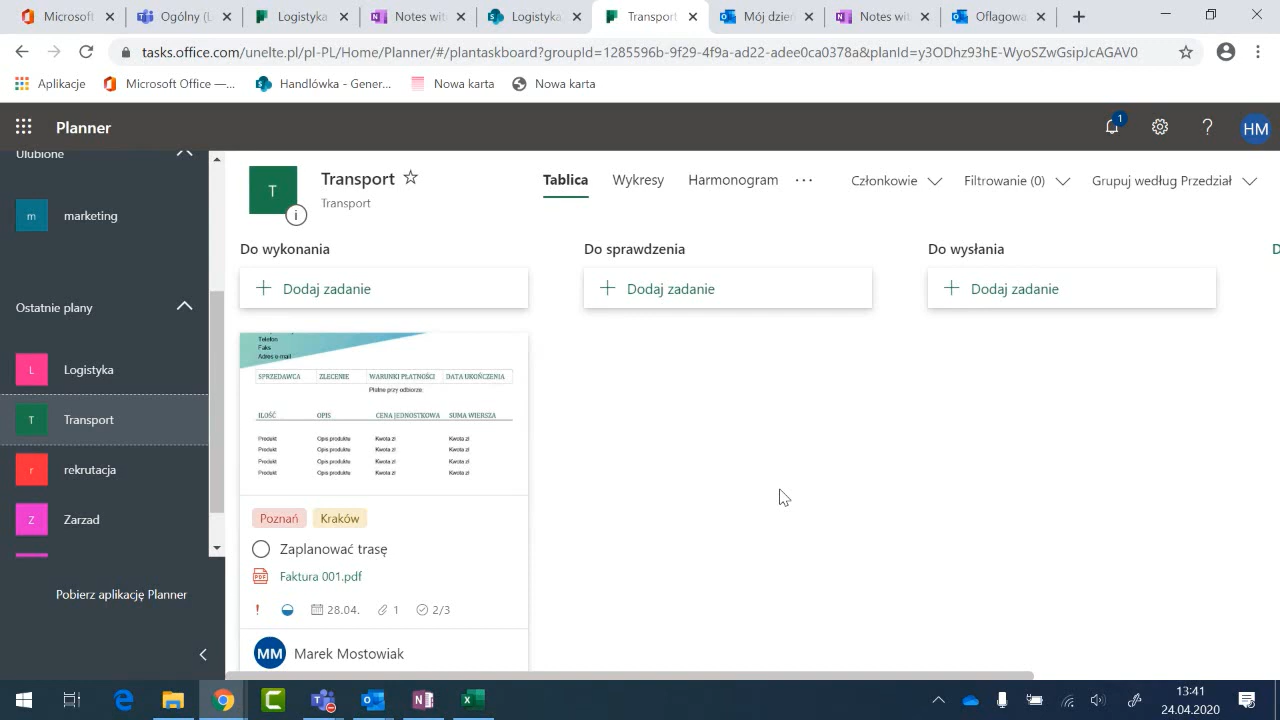 Microsoft
Ogólny (L
Logistyka
Notes wit
Logistyka,
Transport
Mój dzien
Notes wit
Oflagowa
tasks.office.com/unelte.pl/pl-PL/Home/Planner/#/plantaskboard?groupId=1285596b-9f29-4f9a-ad22-adee0ca0378a&planId=y3ODhz93hE-WyoSZwGsipJcAGAV0
Aplikacje
Microsoft Office —...
Handlówka - Gener...
Nowa karta
Nowa karta
Planner
1
HM
Ulubione
m marketing
Ostatnie plany
L Logistyka
T Transport
r rekrutacja
Z Zarzad
Pobierz aplikację Planner
T
Transport
Transport
Tablica
Wykresy
Harmonogram
Członkowie
Filtrowanie (0)
Grupuj według Przedział
Do wykonania
Dodaj zadanie
Telefon
Faks
Adres e-mail
SPRZEDAWCA ZLECENIE WARUNKI PŁATNOŚCI DATA UKOŃCZENIA
Płatne przy odbiorze
ILOŚĆ OPIS CENA JEDNOSTKOWA SUMA WIERSZA
Produkt Opis produktu Kwota zł Kwota zł
Produkt Opis produktu Kwota zł Kwota zł
Produkt Opis produktu Kwota zł Kwota zł
Produkt Opis produktu Kwota zł Kwota zł
Poznań Kraków
Zaplanować trasę
Faktura 001.pdf
28.04. 1 2/3
MM Marek Mostowiak
Do sprawdzenia
Dodaj zadanie
Do wysłania
Dodaj zadanie
D
13:41
24.04.2020